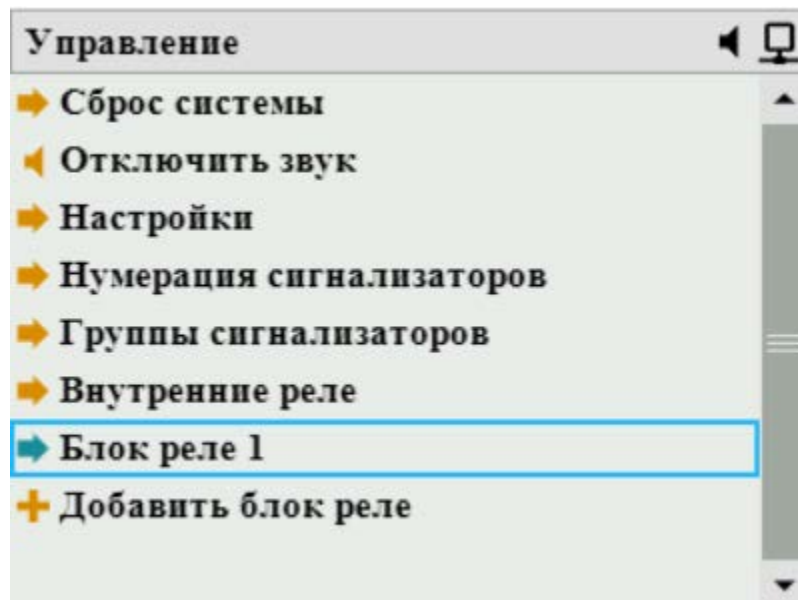 Управление
Сброс системы
Отключить звук
Настройки
Нумерация сигнализаторов
Группы сигнализаторов
Внутренние реле
Блок реле 1
Добавить блок реле